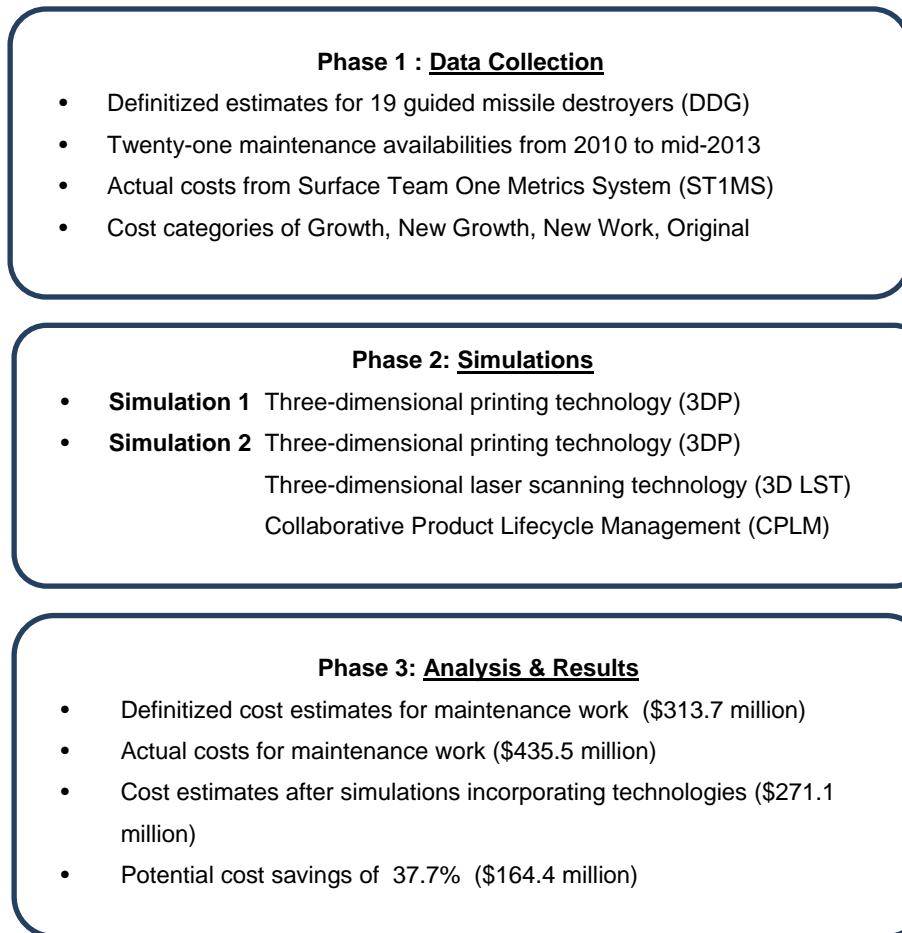 Phase 1 : Data Collection
• Definitized estimates for 19 guided missile destroyers (DDG)
• Twenty-one maintenance availabilities from 2010 to mid-2013
• Actual costs from Surface Team One Metrics System (ST1MS)
• Cost categories of Growth, New Growth, New Work, Original
Phase 2: Simulations
• Simulation 1 Three-dimensional printing technology (3DP)
• Simulation 2 Three-dimensional printing technology (3DP)
Three-dimensional laser scanning technology (3D LST)
Collaborative Product Lifecycle Management (CPLM)
Phase 3: Analysis & Results
• Definitized cost estimates for maintenance work ($313.7 million)
• Actual costs for maintenance work ($435.5 million)
• Cost estimates after simulations incorporating technologies ($271.1
million)
• Potential cost savings of 37.7% ($164.4 million)